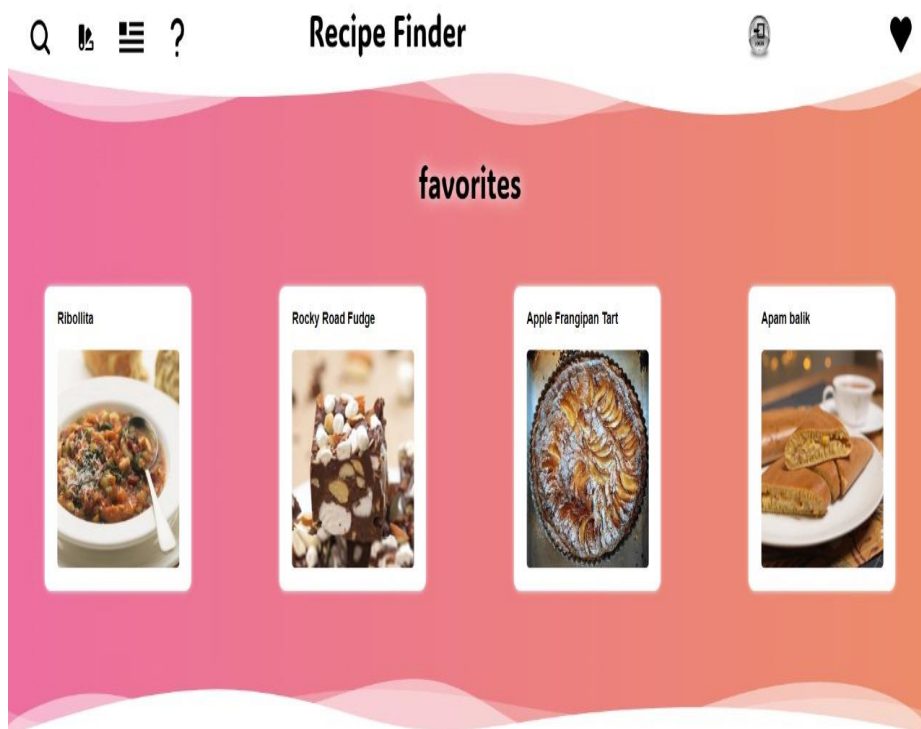 ?
Recipe Finder
favorites
Ribollita
Rocky Road Fudge
Apple Frangipan Tart
Apam balik